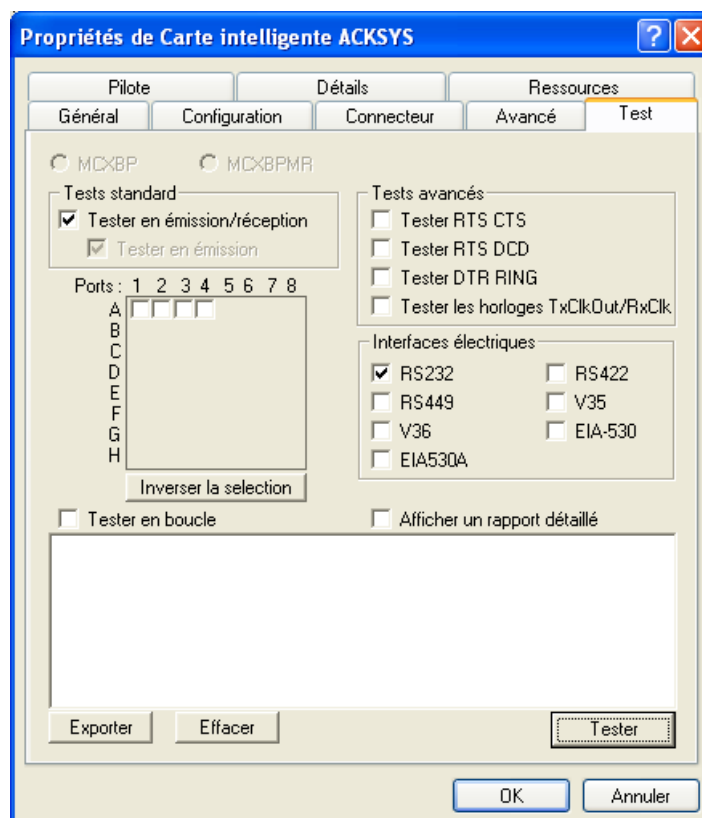 Propriétés de Carte intelligente ACKSYS
Pilote Détails Ressources
Général Configuration Connecteur Avancé Test
MCXBP MCXBPMR
Tests standard
Tester en émission/réception
Tester en émission
Ports : 1 2 3 4 5 6 7 8
A
B
C
D
E
F
G
H
Inverser la selection
Tests avancés
Tester RTS CTS
Tester RTS DCD
Tester DTR RING
Tester les horloges TxClkOut/RxClk
Interfaces électriques
RS232 RS422
RS449 V35
V36 EIA-530
EIA530A
Tester en boucle Afficher un rapport détaillé
Exporter Effacer Tester
OK Annuler